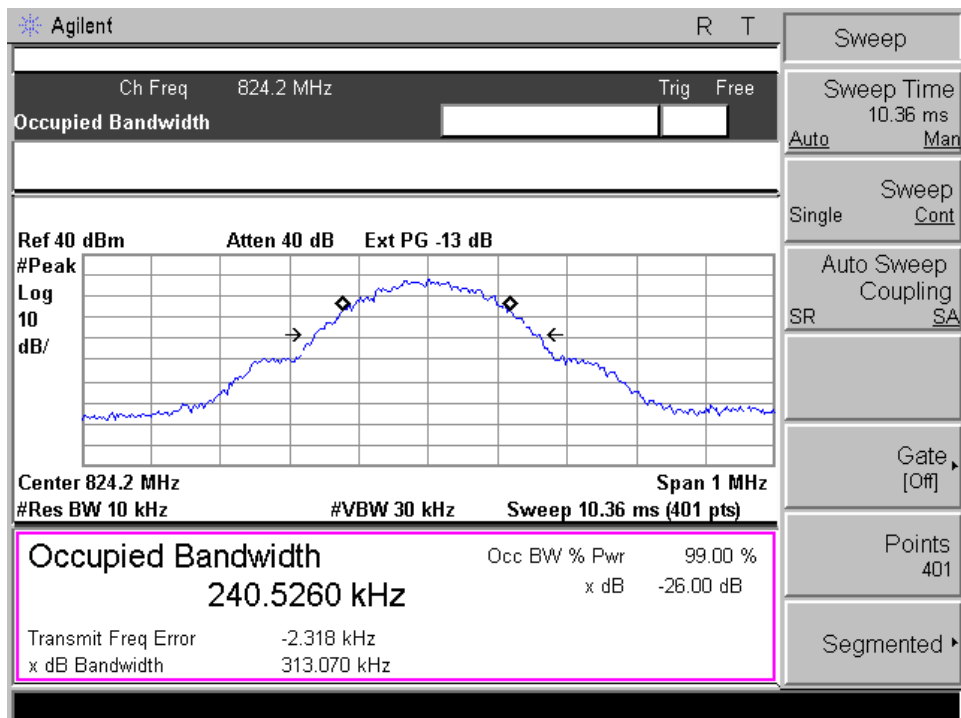 Agilent R T
Ch Freq 824.2 MHz Trig Free
Occupied Bandwidth
Ref 40 dBm Atten 40 dB Ext PG -13 dB
#Peak
Log
10
dB/
Center 824.2 MHz Span 1 MHz
#Res BW 10 kHz #VBW 30 kHz Sweep 10.36 ms (401 pts)
Occupied Bandwidth
240.5260 kHz
Occ BW % Pwr 99.00 %
x dB -26.00 dB
Transmit Freq Error -2.318 kHz
x dB Bandwidth 313.070 kHz
Sweep
Sweep Time
10.36 ms
Auto Man
Sweep
Single Cont
Auto Sweep
Coupling
SR SA
Gate
[Off]
Points
401
Segmented